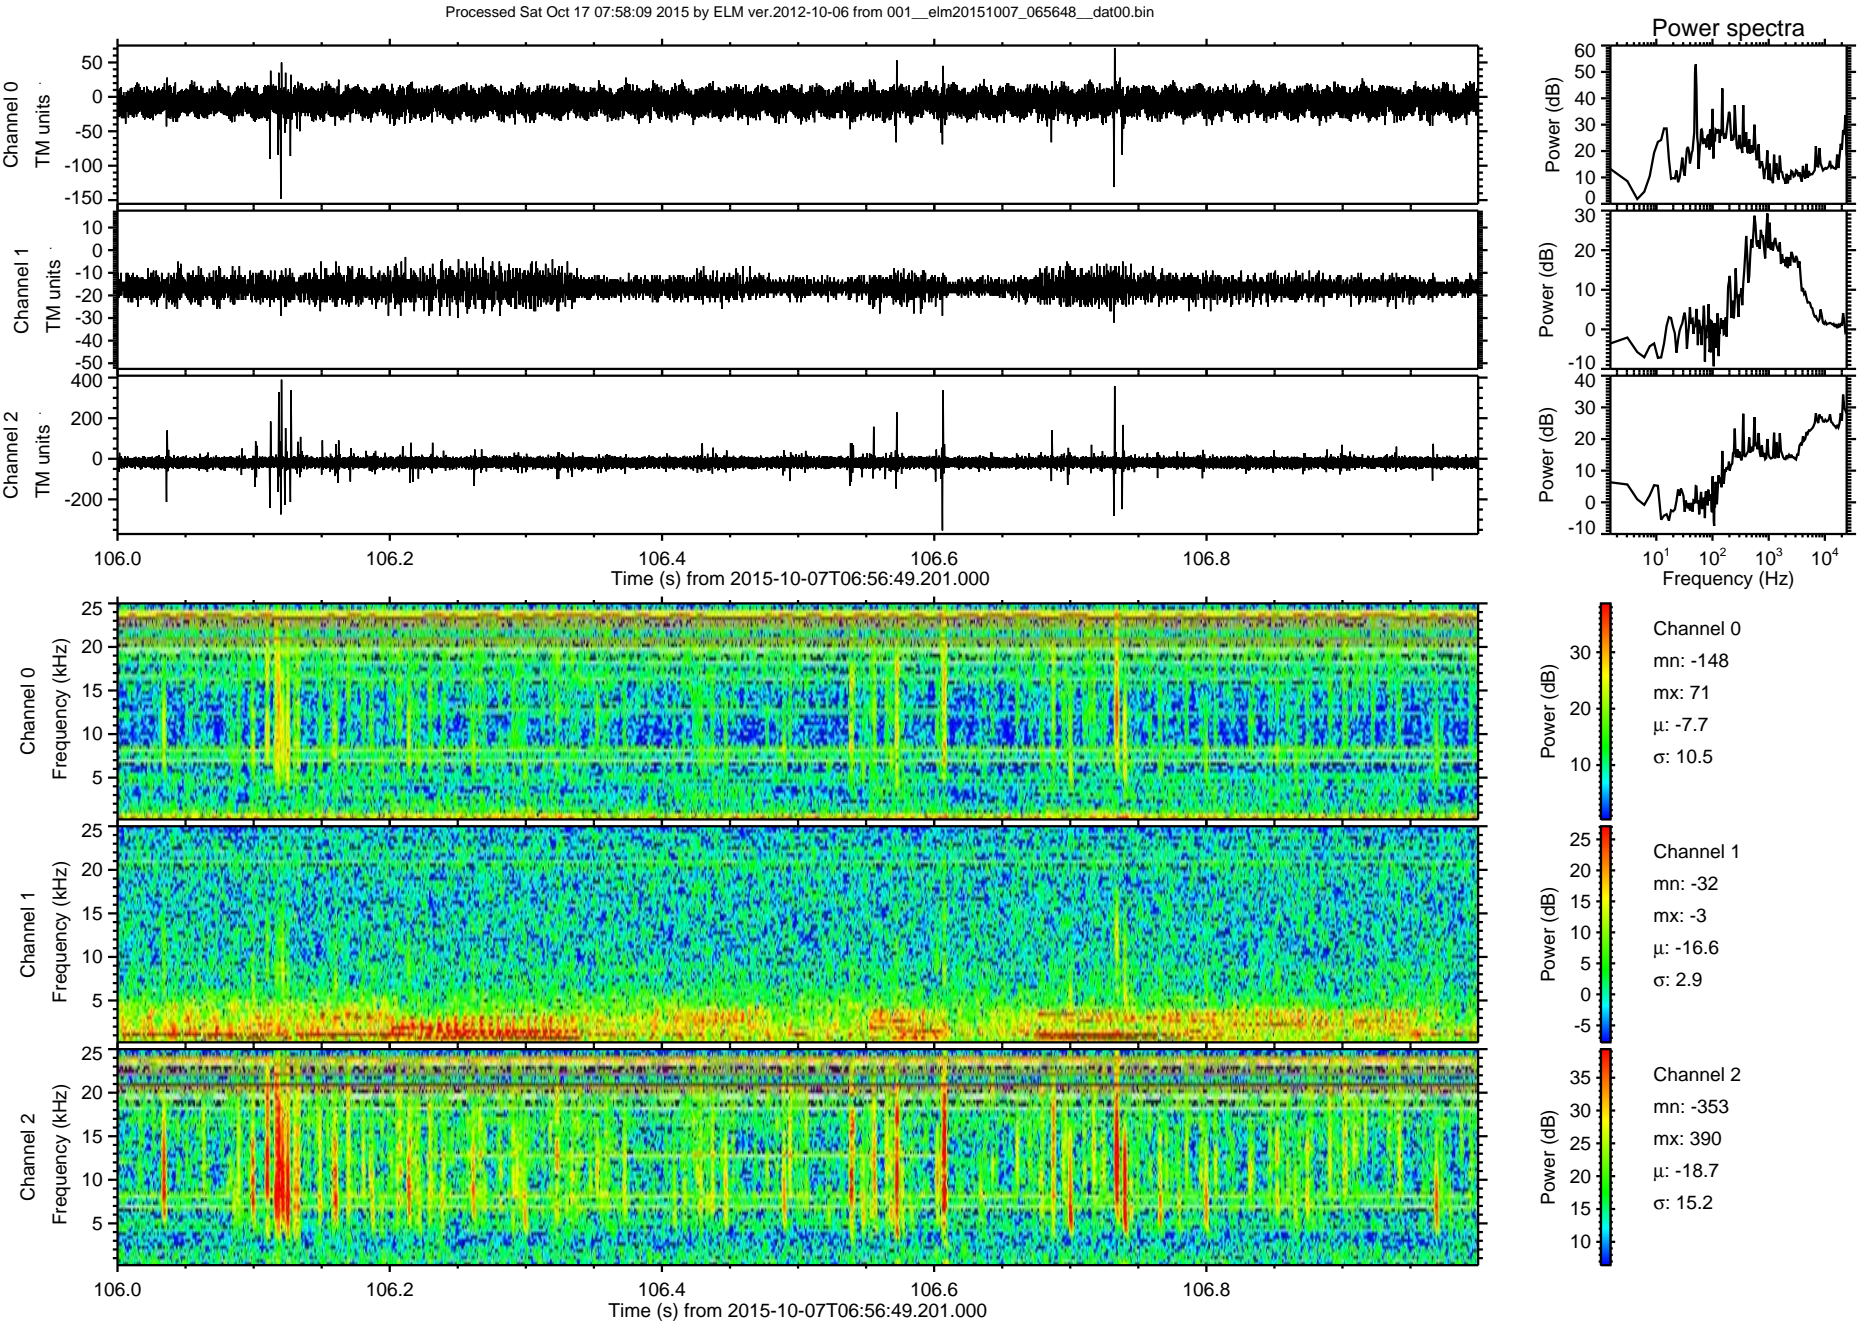 Processed Sat Oct 17 07:58:09 2015 by ELM ver.2012-10-06 from 001__elm20151007_065648__dat00.bin
Power spectra
Channel 0
TM units
50
0
-50
-100
-150
Power (dB)
60
50
40
30
20
10
0
Channel 1
TM units
10
0
-10
-20
-30
-40
-50
Power (dB)
30
20
10
0
-10
Channel 2
TM units
400
200
0
-200
Power (dB)
40
30
20
10
0
-10
106.0 106.2 106.4 106.6 106.8
Time (s) from 2015-10-07T06:56:49.201.000
10¹ 10² 10³ 10⁴
Frequency (Hz)
Channel 0
Frequency (kHz)
25
20
15
10
5
Power (dB)
30
20
10
Channel 0
mn: -148
mx: 71
μ: -7.7
σ: 10.5
Channel 1
Frequency (kHz)
25
20
15
10
5
Power (dB)
25
20
15
10
5
0
-5
Channel 1
mn: -32
mx: -3
μ: -16.6
σ: 2.9
Channel 2
Frequency (kHz)
25
20
15
10
5
Power (dB)
35
30
25
20
15
10
Channel 2
mn: -353
mx: 390
μ: -18.7
σ: 15.2
106.0 106.2 106.4 106.6 106.8
Time (s) from 2015-10-07T06:56:49.201.000